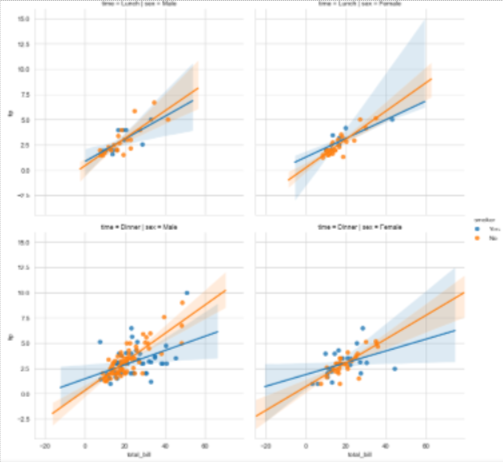 time = Lunch | sex = Male
time = Lunch | sex = Female
15.0
12.5
10.0
7.5
5.0
2.5
0.0
−2.5
tip
time = Dinner | sex = Male
time = Dinner | sex = Female
smoker
Yes
No
15.0
12.5
10.0
7.5
5.0
2.5
0.0
−2.5
tip
−20
0
20
40
60
−20
0
20
40
60
total_bill
total_bill